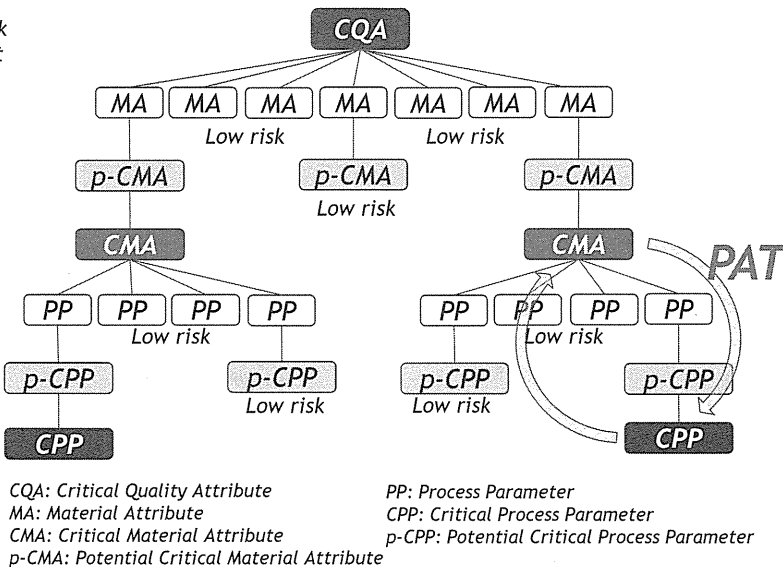 k
t
CQA
MA MA MA MA MA MA MA
Low risk Low risk
p-CMA p-CMA p-CMA
Low risk
CMA CMA
PAT
PP PP PP PP PP PP PP PP
Low risk Low risk
p-CPP p-CPP p-CPP p-CPP
Low risk Low risk
CPP CPP
CQA: Critical Quality Attribute
MA: Material Attribute
CMA: Critical Material Attribute
p-CMA: Potential Critical Material Attribute
PP: Process Parameter
CPP: Critical Process Parameter
p-CPP: Potential Critical Process Parameter